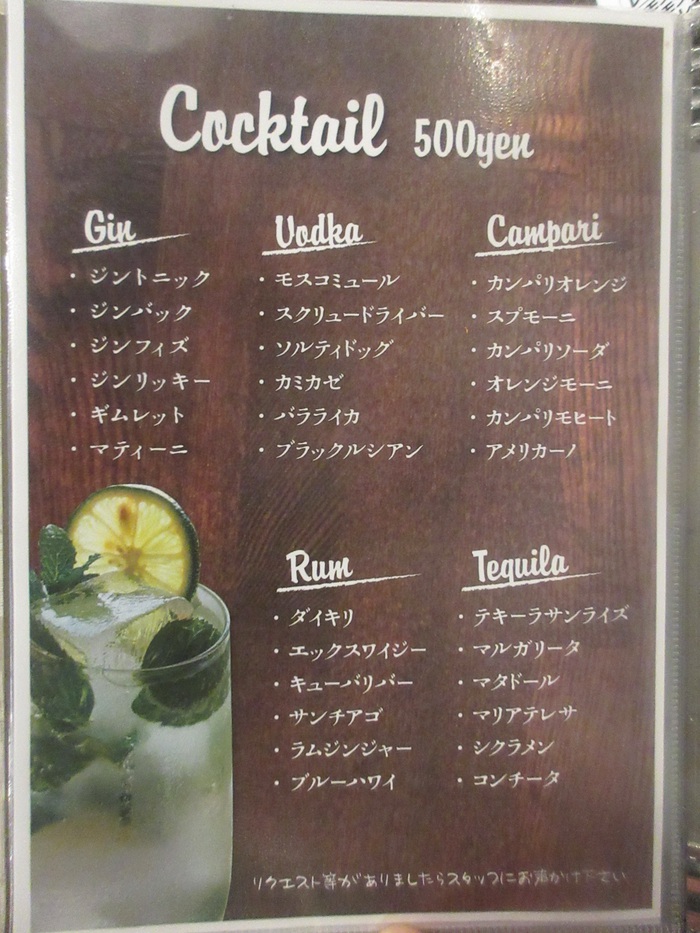 Cocktail 500yen
Gin
・ジントニック
・ジンバック
・ジンフィズ
・ジンリッキー
・ギムレット
・マティーニ
Vodka
・モスコミュール
・スクリュードライバー
・ソルティドッグ
・カミカゼ
・バラライカ
・ブラックルシアン
Campari
・カンパリオレンジ
・スプモーニ
・カンパリソーダ
・オレンジモーニ
・カンパリモヒート
・アメリカーノ
Rum
・ダイキリ
・エックスワイジー
・キューバリバー
・サンチアゴ
・ラムジンジャー
・ブルーハワイ
Tequila
・テキーラサンライズ
・マルガリータ
・マタドール
・マリアテレサ
・シクラメン
・コンチータ
リクエスト等がありましたらスタッフにお声かけ下さい